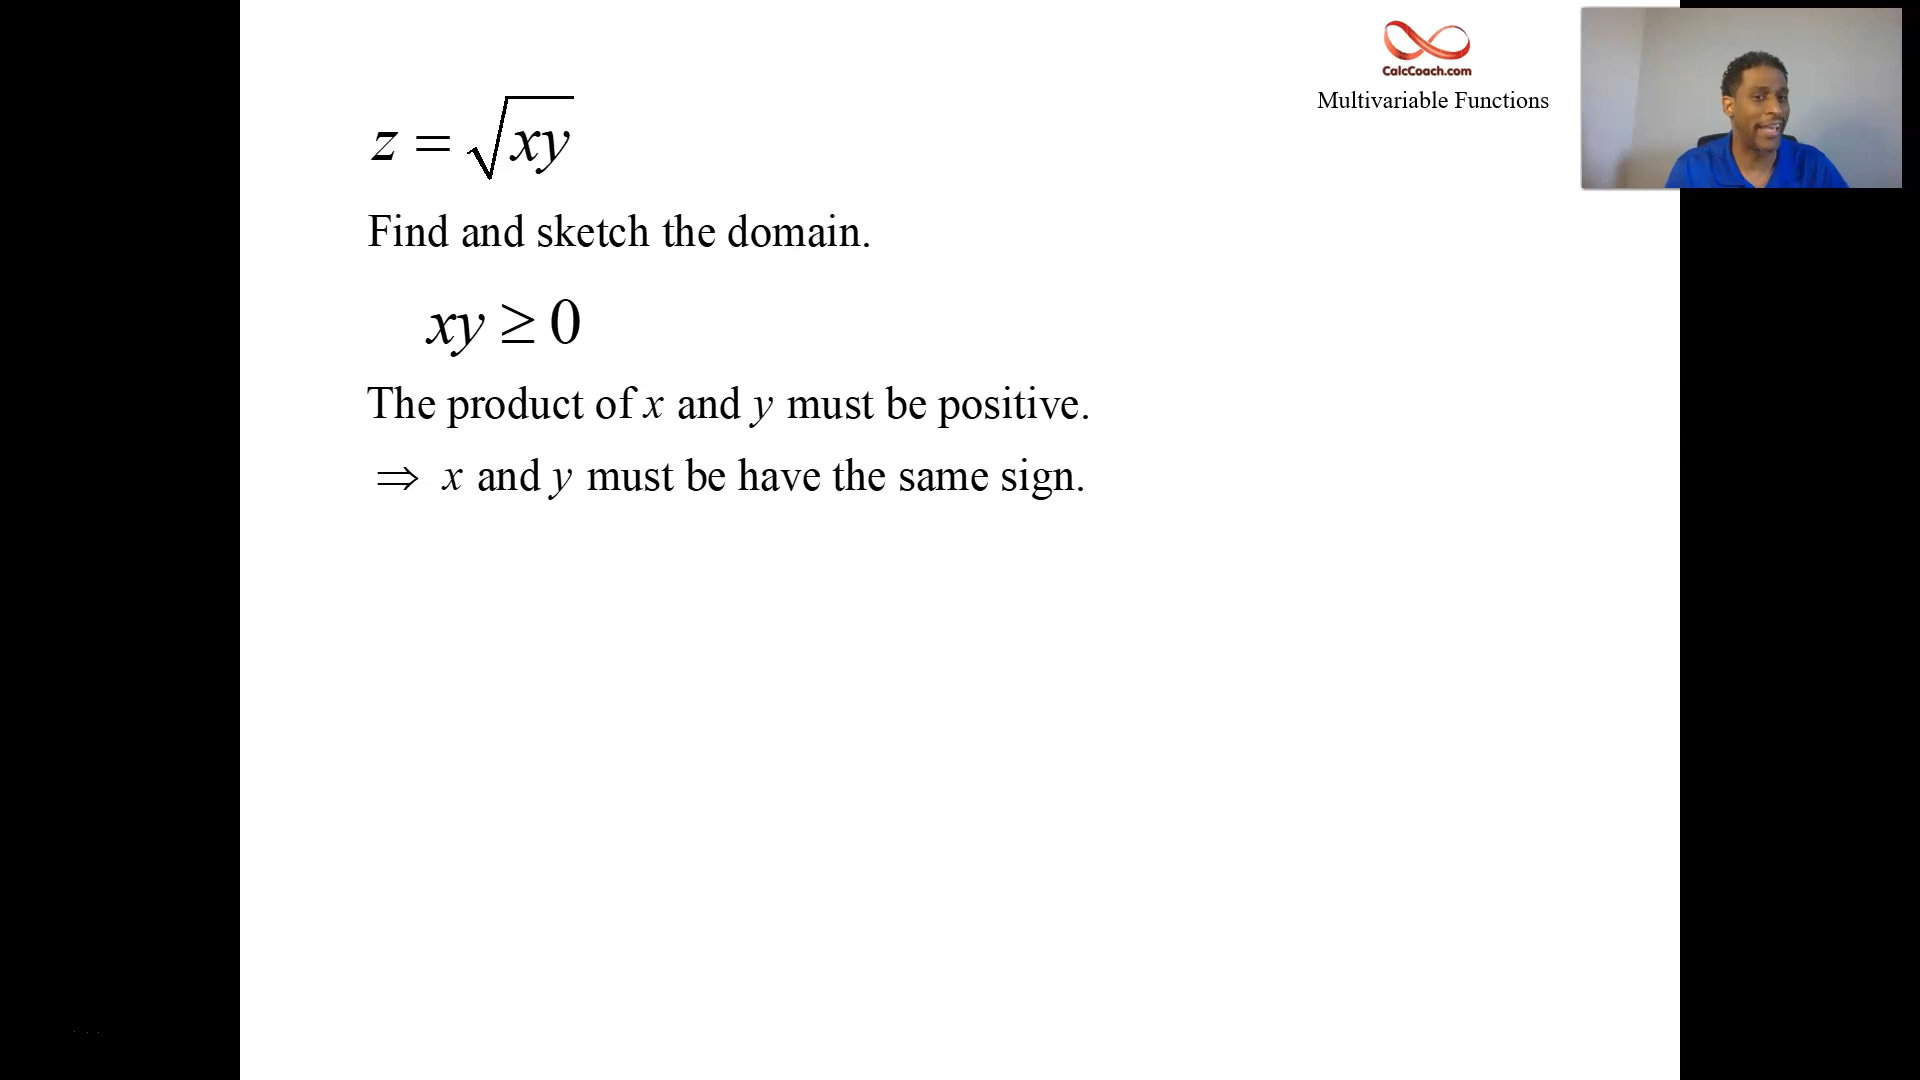 CalcCoach.com
Multivariable Functions
z = √xy
Find and sketch the domain.
xy ≥ 0
The product of x and y must be positive.
⇒ x and y must be have the same sign.